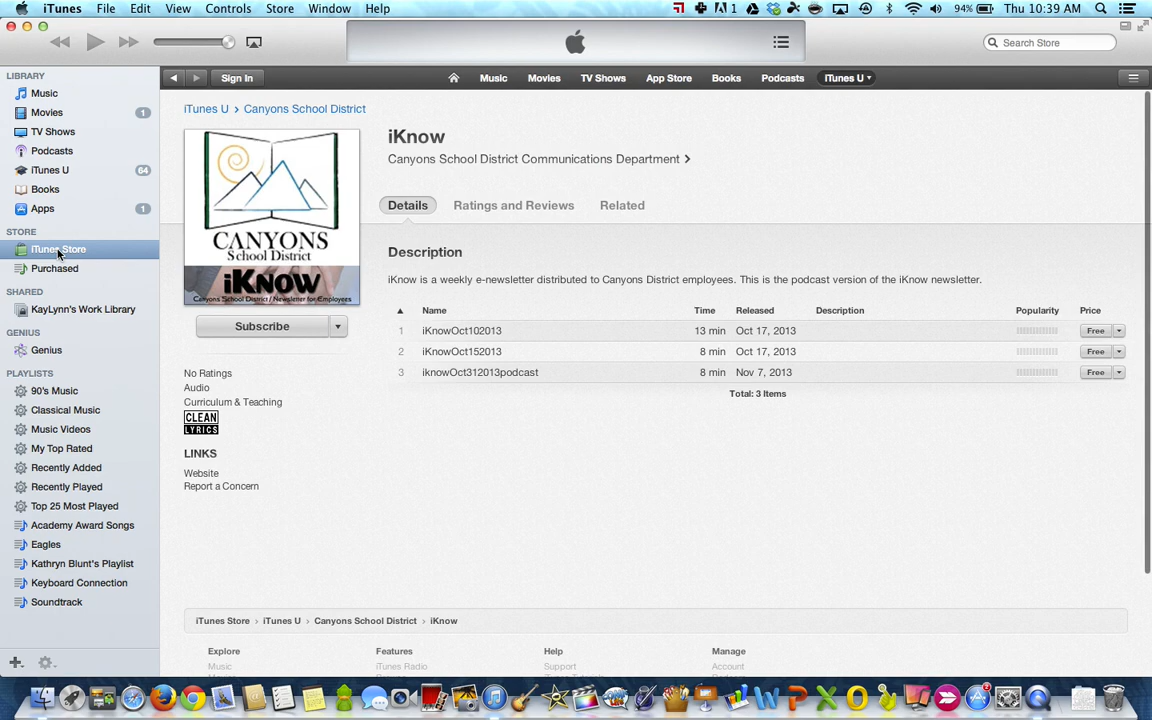 iTunes File Edit View Controls Store Window Help
1 94% Thu 10:39 AM
Search Store
LIBRARY
Music
Movies 1
TV Shows
Podcasts
iTunes U 64
Books
Apps 1
STORE
iTunes Store
Purchased
SHARED
KayLynn's Work Library
GENIUS
Genius
PLAYLISTS
90's Music
Classical Music
Music Videos
My Top Rated
Recently Added
Recently Played
Top 25 Most Played
Academy Award Songs
Eagles
Kathryn Blunt's Playlist
Keyboard Connection
Soundtrack
Sign In Music Movies TV Shows App Store Books Podcasts iTunes U
iTunes U › Canyons School District
CANYONS
School District
iKNOW
Canyons School District / Newsletter for Employees
Subscribe
No Ratings
Audio
Curriculum & Teaching
CLEAN
LYRICS
LINKS
Website
Report a Concern
iKnow
Canyons School District Communications Department
Details Ratings and Reviews Related
Description
iKnow is a weekly e-newsletter distributed to Canyons District employees. This is the podcast version of the iKnow newsletter.
Name Time Released Description Popularity Price
1 iKnowOct102013 13 min Oct 17, 2013 Free
2 iKnowOct152013 8 min Oct 17, 2013 Free
3 iknowOct312013podcast 8 min Nov 7, 2013 Free
Total: 3 Items
iTunes Store › iTunes U › Canyons School District › iKnow
Explore Features Help Manage
Music iTunes Radio Support Account